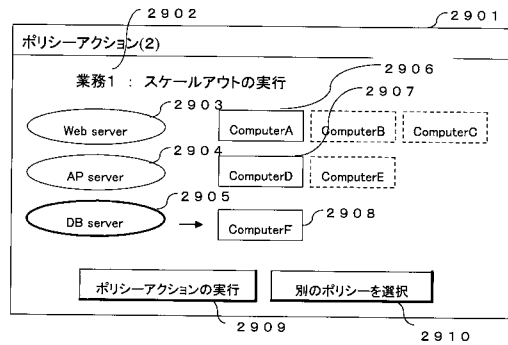 2902
2901
ポリシーアクション(2)
業務1 : スケールアウトの実行
2906
2907
2903
Web server
ComputerA
ComputerB
ComputerC
2904
AP server
ComputerD
ComputerE
2905
DB server
→
ComputerF
2908
ポリシーアクションの実行
別のポリシーを選択
2909
2910